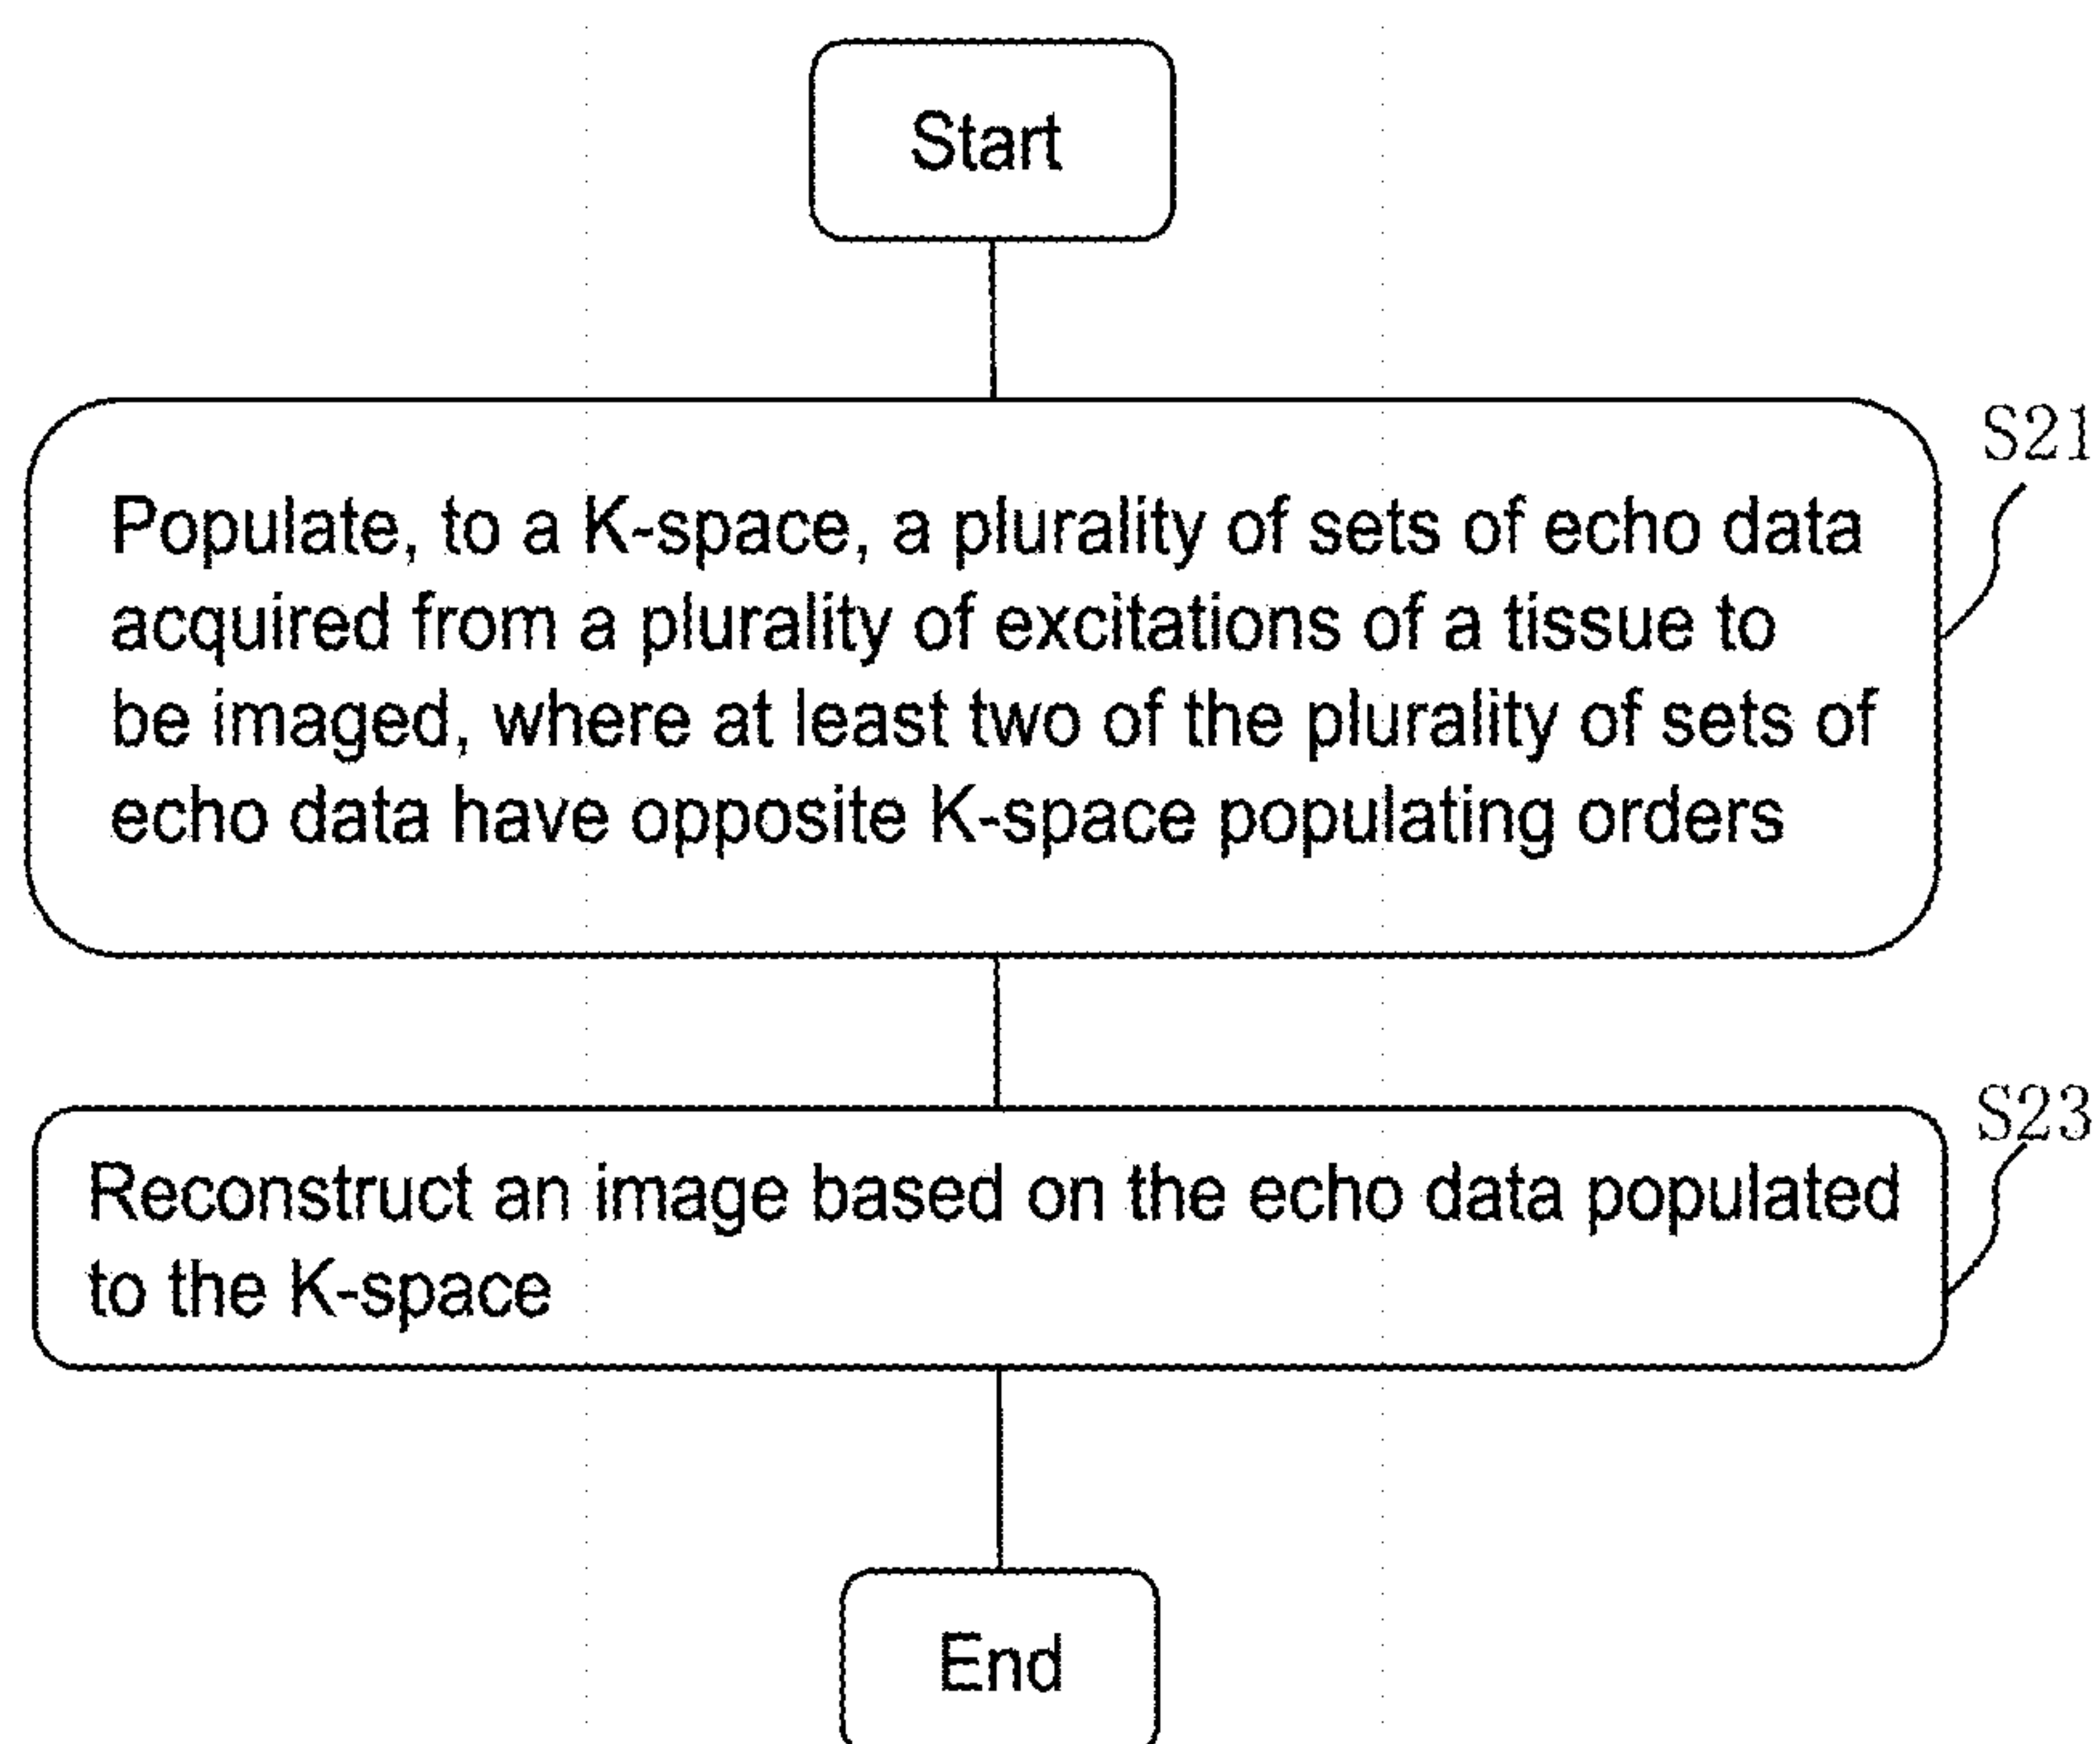 Start
S21
Populate, to a K-space, a plurality of sets of echo data
acquired from a plurality of excitations of a tissue to
be imaged, where at least two of the plurality of sets of
echo data have opposite K-space populating orders
S23
Reconstruct an image based on the echo data populated
to the K-space
End